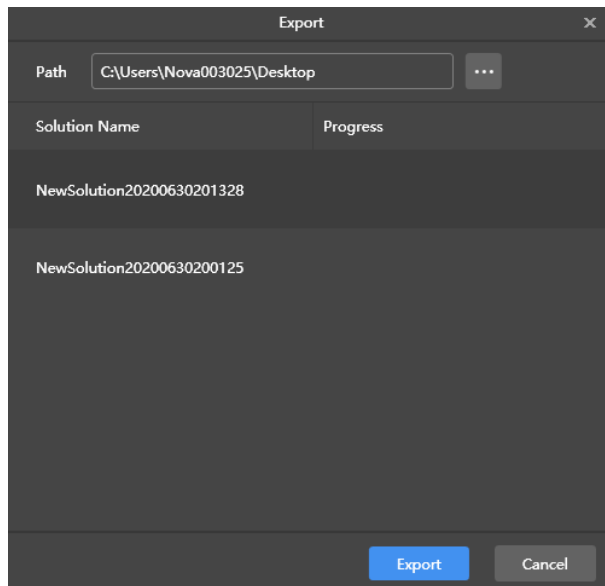 Export
Path C:\Users\Nova003025\Desktop
Solution Name Progress
NewSolution20200630201328
NewSolution20200630200125
Export Cancel